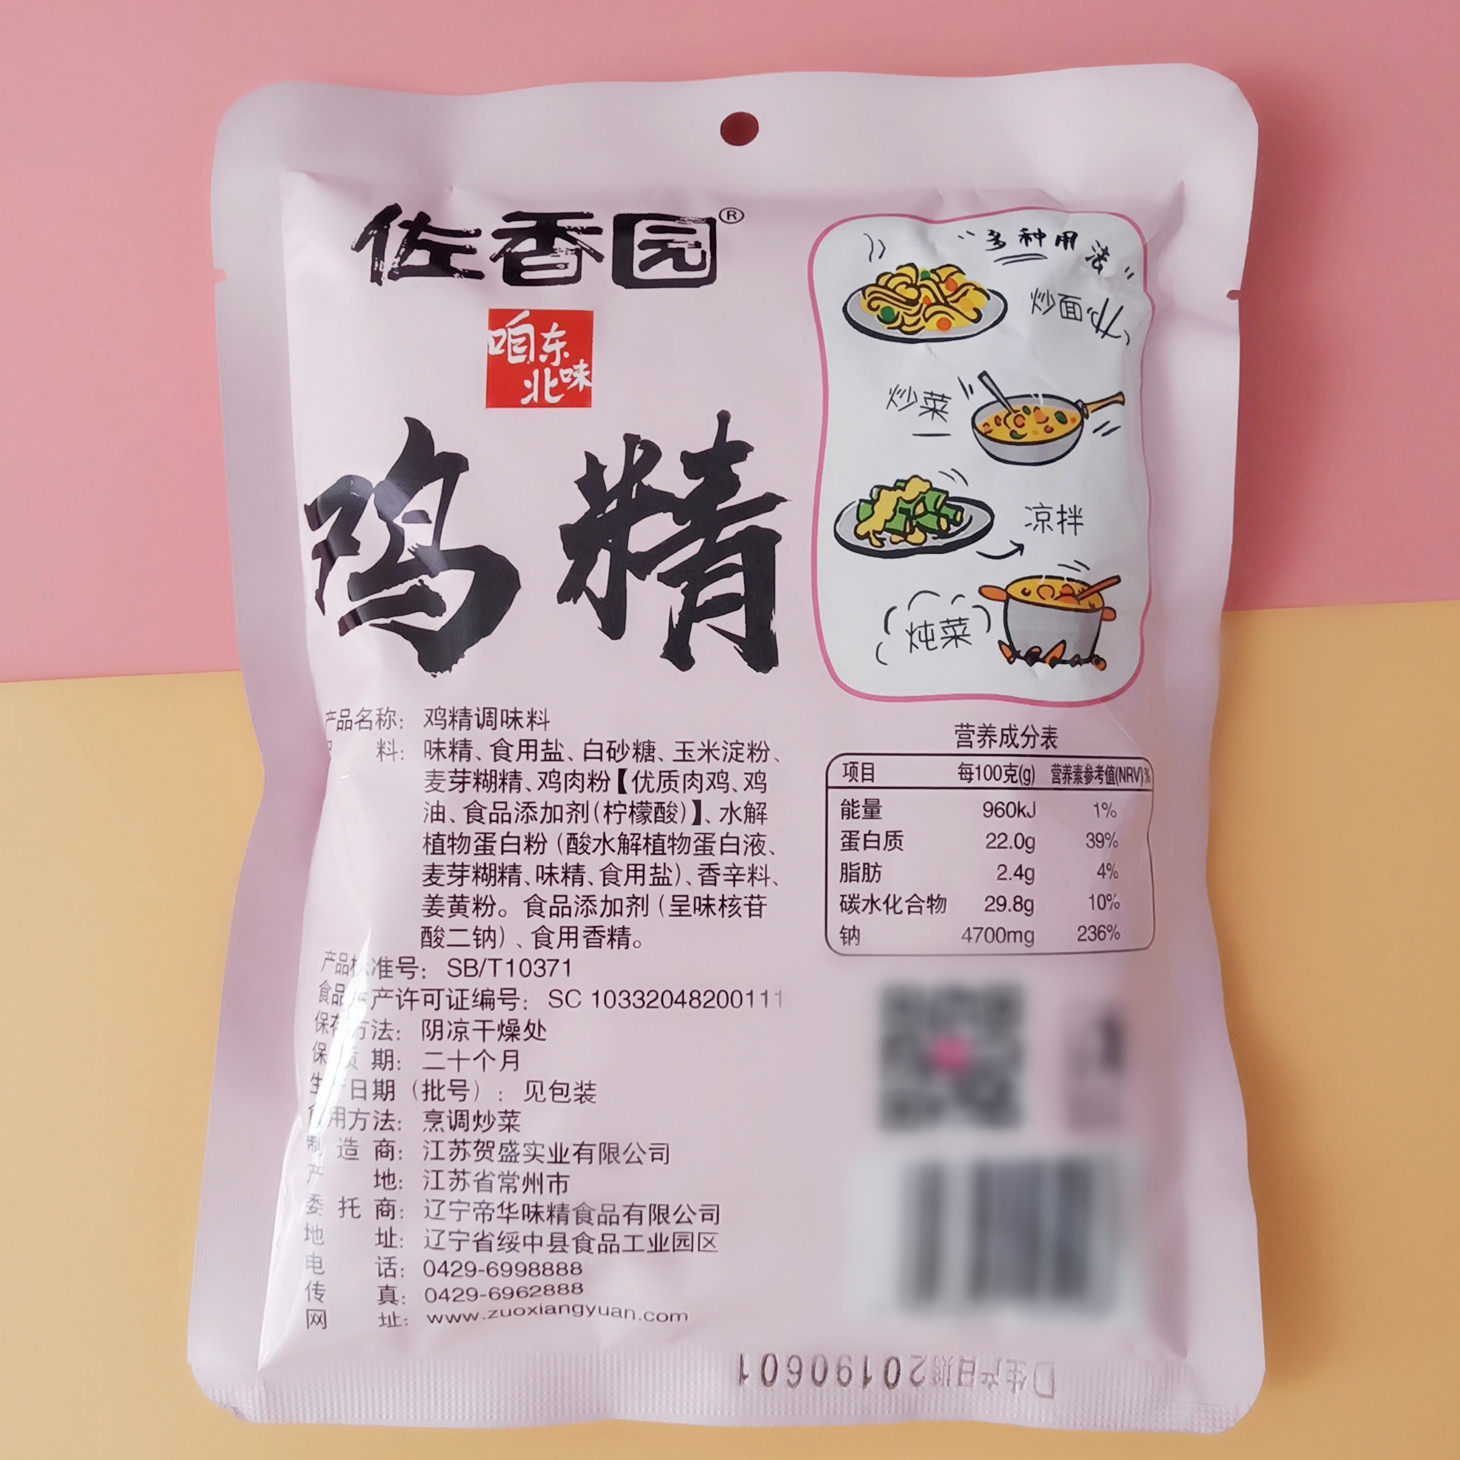 佐香园®
咱东
北味
鸡精
产品名称：鸡精调味料
料：味精、食用盐、白砂糖、玉米淀粉、
麦芽糊精、鸡肉粉【优质肉鸡、鸡
油、食品添加剂(柠檬酸)】、水解
植物蛋白粉（酸水解植物蛋白液、
麦芽糊精、味精、食用盐）、香辛料、
姜黄粉。食品添加剂（呈味核苷
酸二钠）、食用香精。
产品标准号：SB/T10371
食品生产许可证编号：SC 10332048200111
保存方法：阴凉干燥处
保质期：二十个月
生产日期（批号）：见包装
食用方法：烹调炒菜
制造商：江苏贺盛实业有限公司
产地：江苏省常州市
委托商：辽宁帝华味精食品有限公司
地址：辽宁省绥中县食品工业园区
电话：0429-6998888
传真：0429-6962888
网址：www.zuoxiangyuan.com
"多种用法"
炒面
炒菜
凉拌
炖菜
营养成分表
项目 每100克(g) 营养素参考值(NRV)%
能量 960kJ 1%
蛋白质 22.0g 39%
脂肪 2.4g 4%
碳水化合物 29.8g 10%
钠 4700mg 236%
生产日期20190601